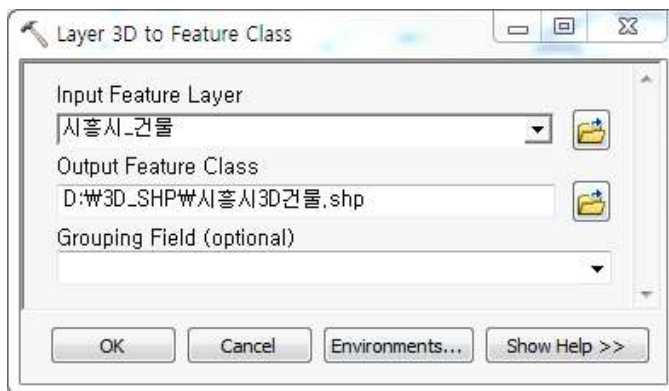 Layer 3D to Feature Class
Input Feature Layer
시흥시_건물
Output Feature Class
D:₩3D_SHP₩시흥시3D건물.shp
Grouping Field (optional)
OK Cancel Environments... Show Help >>